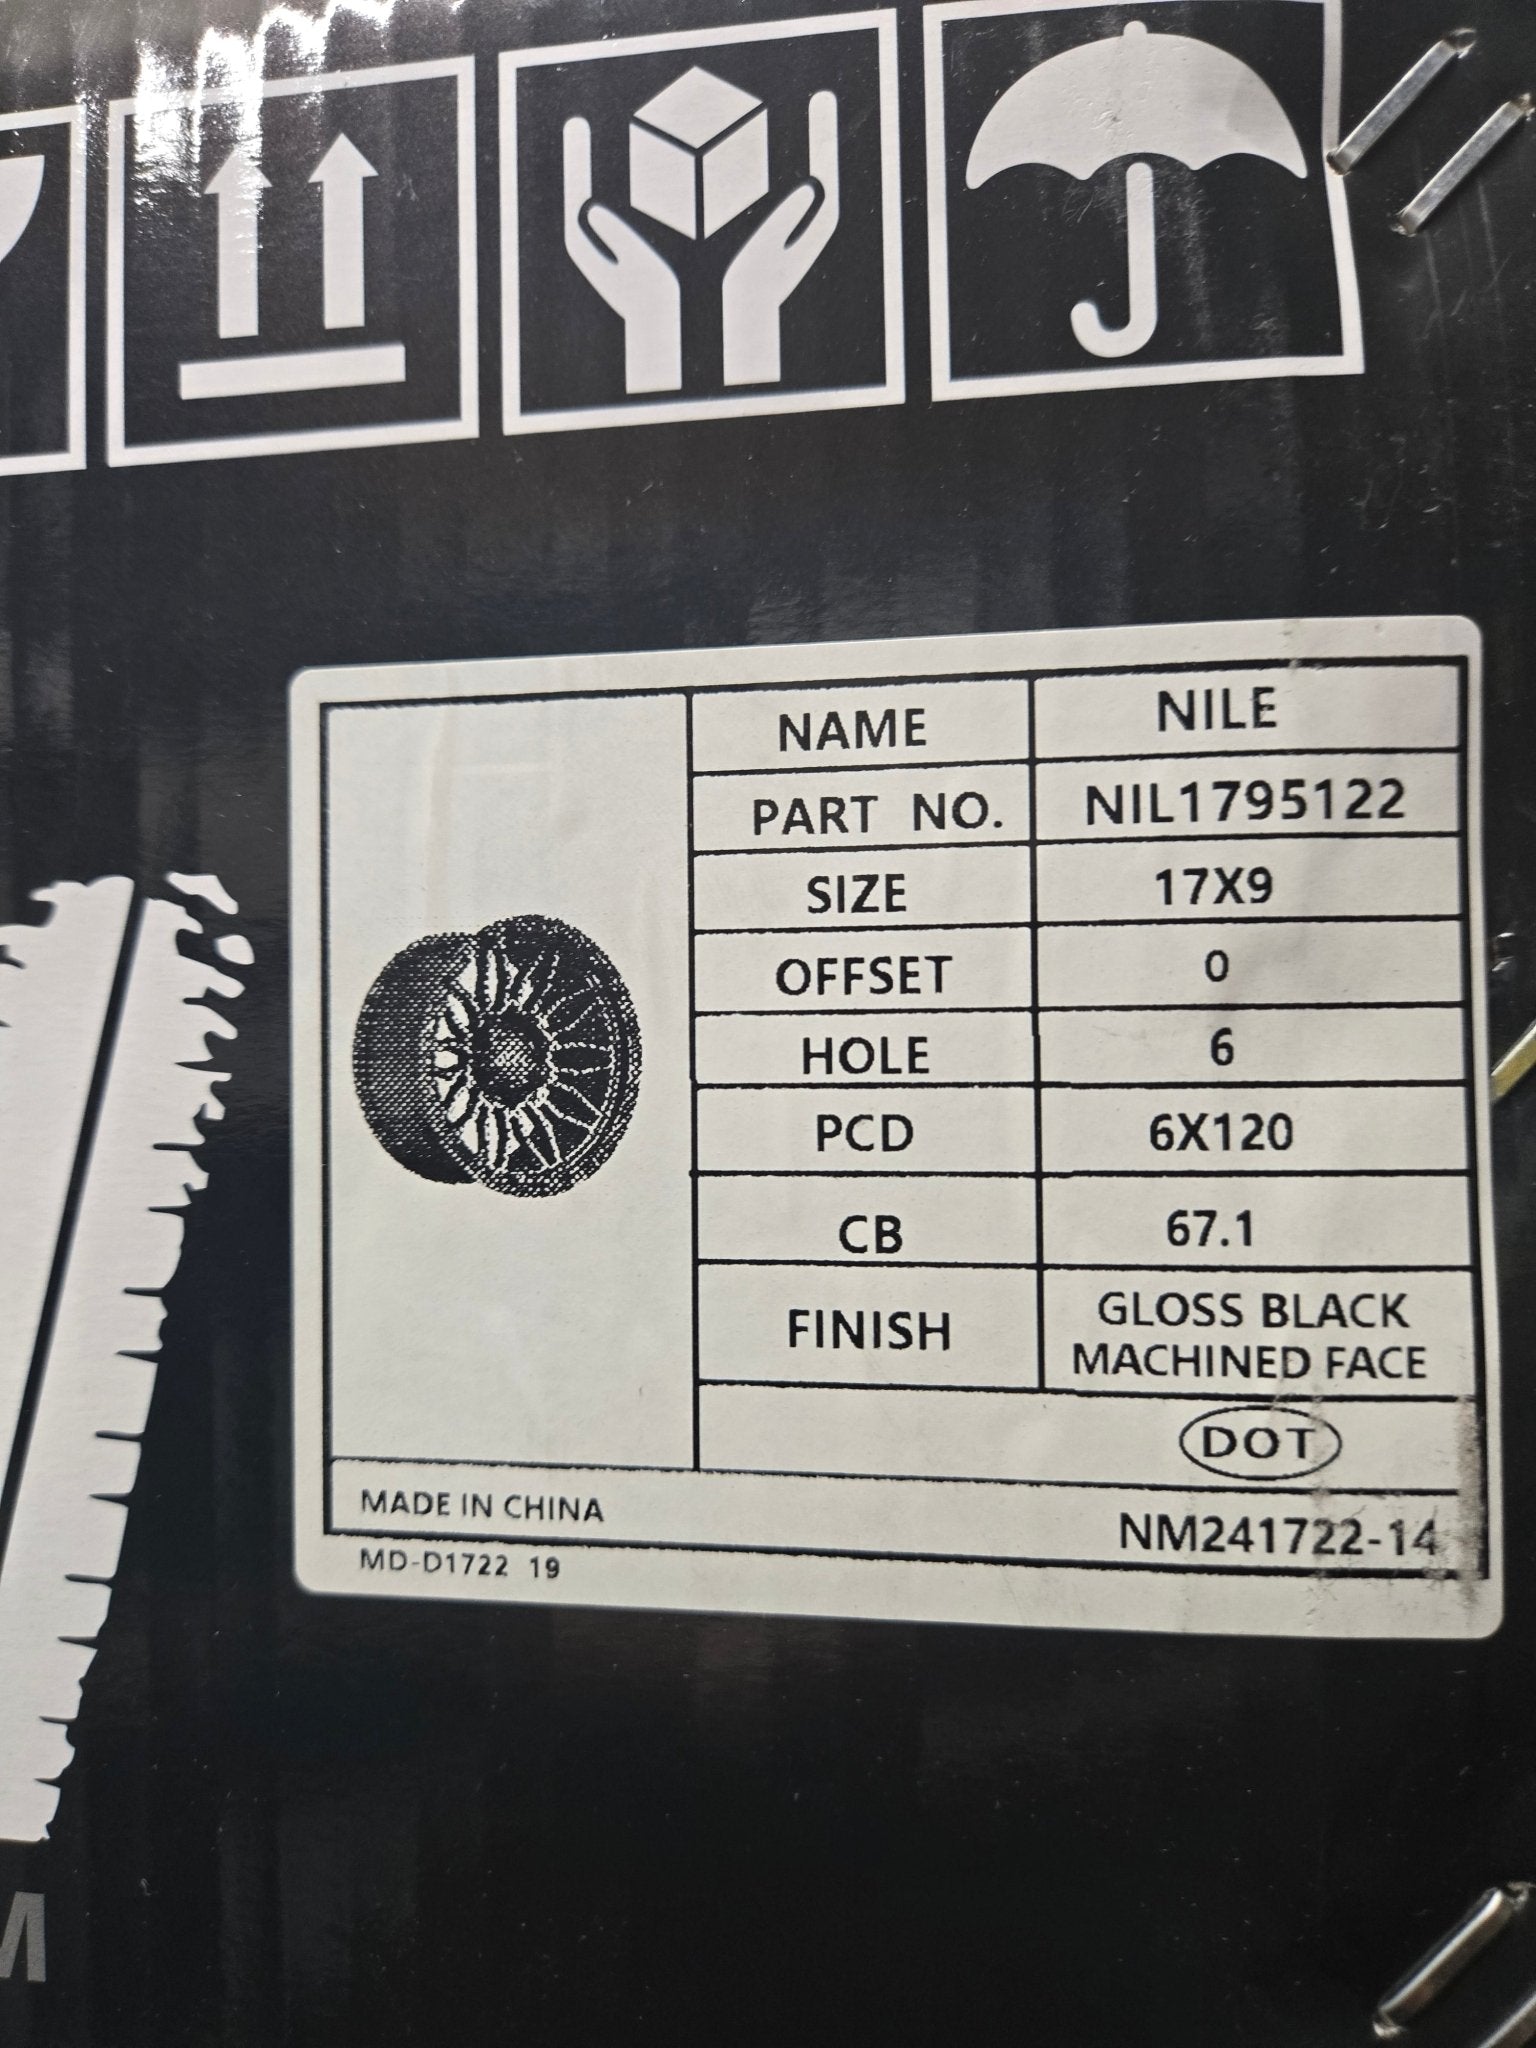 NAME NILE
PART NO. NIL1795122
SIZE 17X9
OFFSET 0
HOLE 6
PCD 6X120
CB 67.1
FINISH GLOSS BLACK
MACHINED FACE
DOT
MADE IN CHINA NM241722-14
MD-D1722 19
M